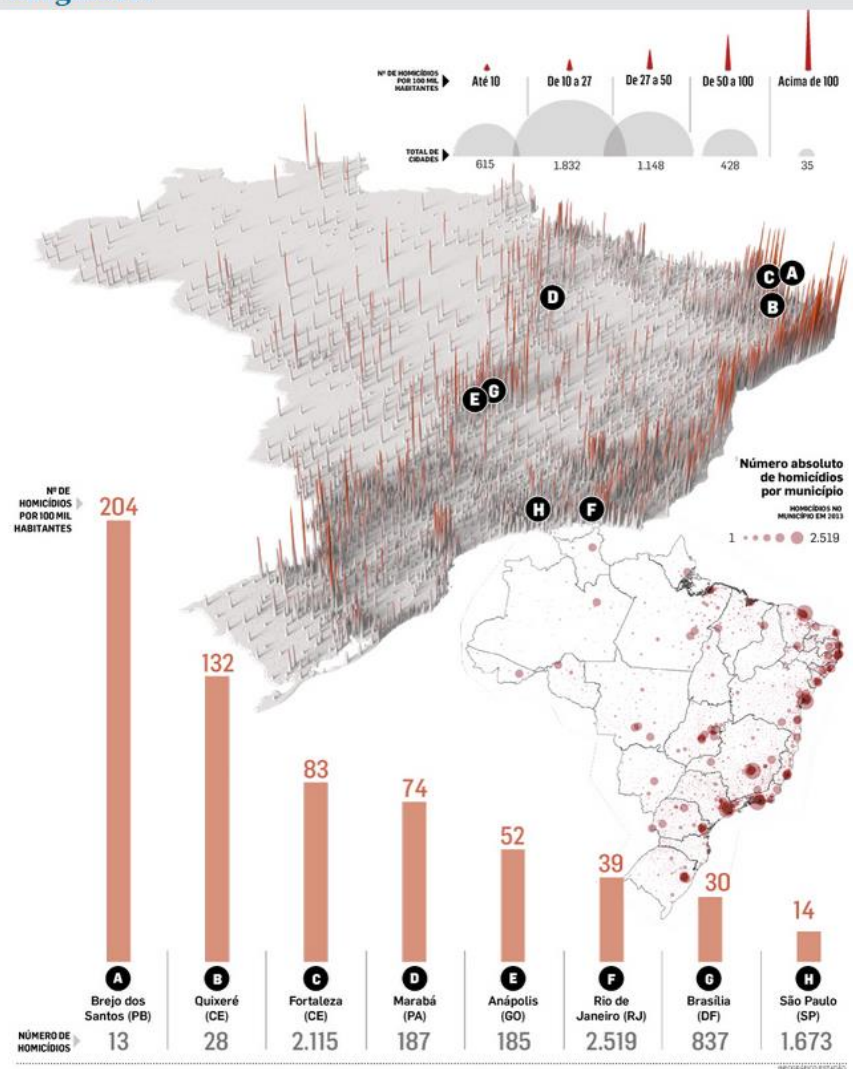 Nº DE HOMICÍDIOS
POR 100 MIL
HABITANTES
Até 10
De 10 a 27
De 27 a 50
De 50 a 100
Acima de 100
TOTAL DE
CIDADES
615
1.832
1.148
428
35
C
A
B
D
E
G
H
F
Número absoluto
de homicídios
por município
HOMICÍDIOS NO
MUNICÍPIO EM 2013
1
2.519
Nº DE
HOMICÍDIOS
POR 100 MIL
HABITANTES
204
132
83
74
52
39
30
14
A
B
C
D
E
F
G
H
Brejo dos
Santos (PB)
Quixeré
(CE)
Fortaleza
(CE)
Marabá
(PA)
Anápolis
(GO)
Rio de
Janeiro (RJ)
Brasília
(DF)
São Paulo
(SP)
NÚMERO DE
HOMICÍDIOS
13
28
2.115
187
185
2.519
837
1.673
INFOGRÁFICO/ESTADÃO